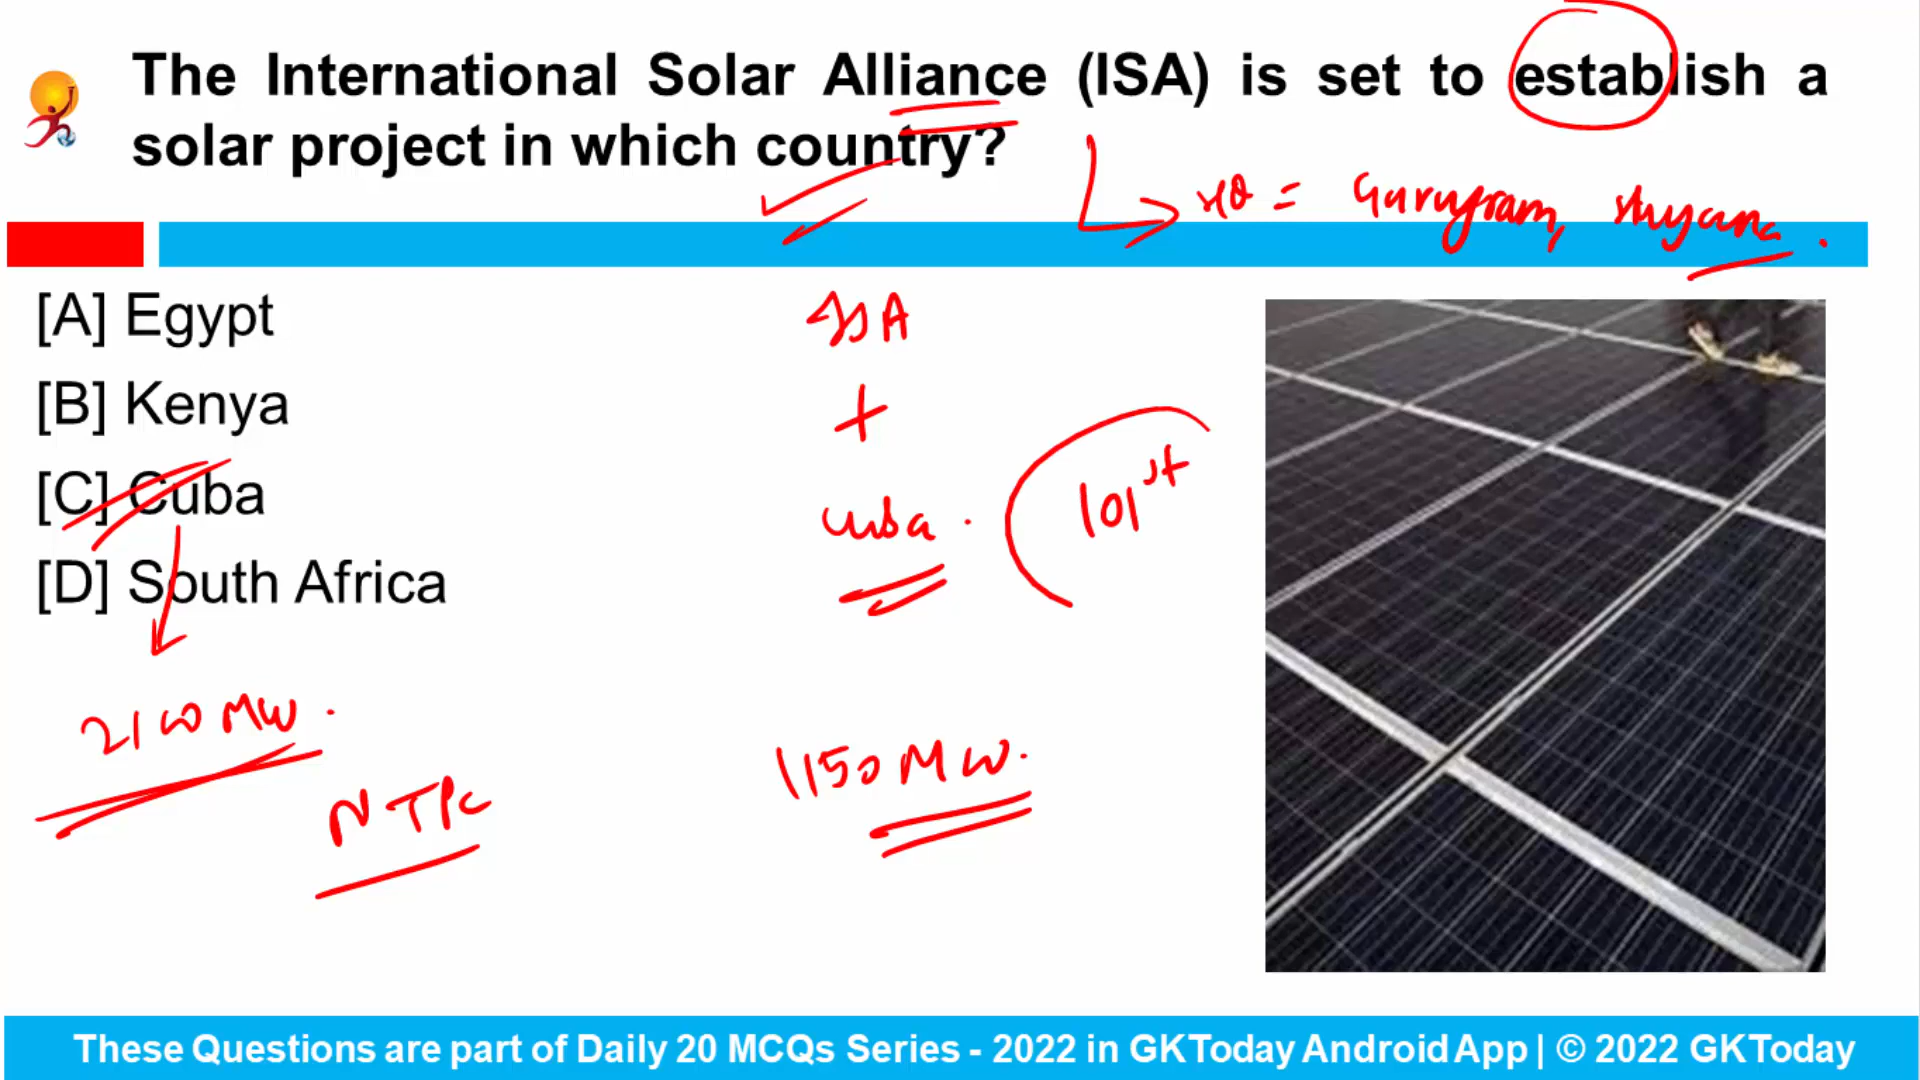 The International Solar Alliance (ISA) is set to establish a
solar project in which country?
HQ = Gurugram, Haryana.
[A] Egypt
ISA
[B] Kenya
+
[C] Cuba
Cuba.
101st
[D] South Africa
2100 MW.
1150 MW.
NTPC
These Questions are part of Daily 20 MCQs Series - 2022 in GKToday Android App | © 2022 GKToday